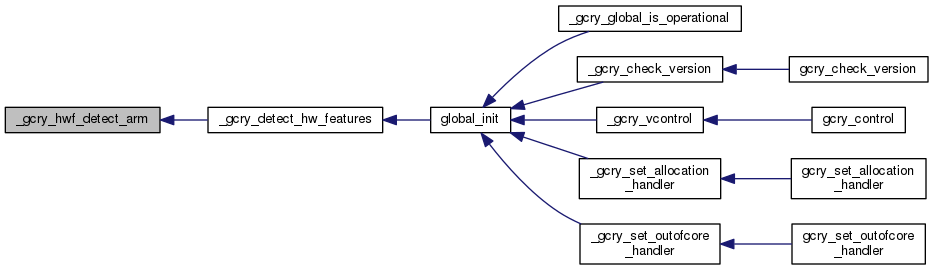 _gcry_global_is_operational
_gcry_check_version
gcry_check_version
_gcry_hwf_detect_arm
_gcry_detect_hw_features
global_init
_gcry_vcontrol
gcry_control
_gcry_set_allocation
_handler
gcry_set_allocation
_handler
_gcry_set_outofcore
_handler
gcry_set_outofcore
_handler